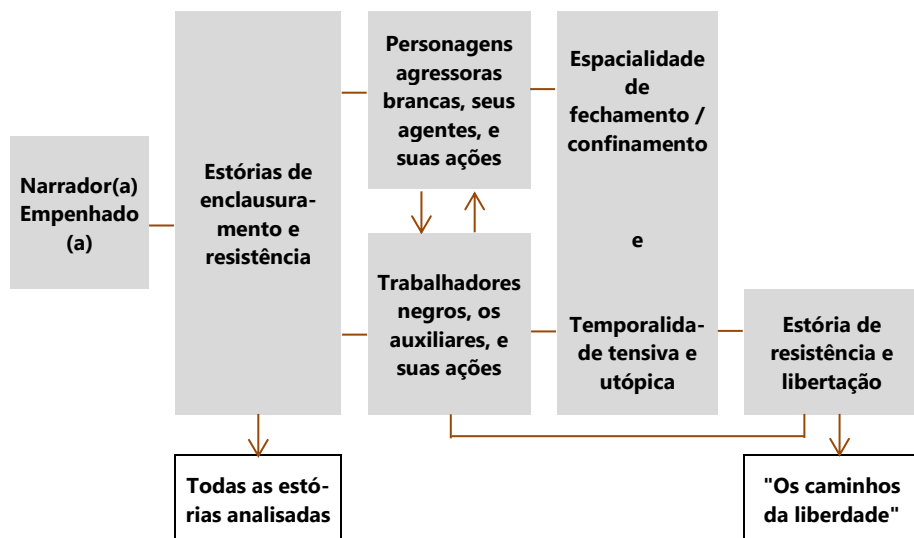 Narrador(a)
Empenhado
(a)
Estórias de
enclausura-
mento e
resistência
Personagens
agressoras
brancas, seus
agentes, e
suas ações
Trabalhadores
negros, os
auxiliares, e
suas ações
Espacialidade
de
fechamento /
confinamento
e
Temporalida-
de tensiva e
utópica
Estória de
resistência e
libertação
Todas as estó-
rias analisadas
"Os caminhos
da liberdade"